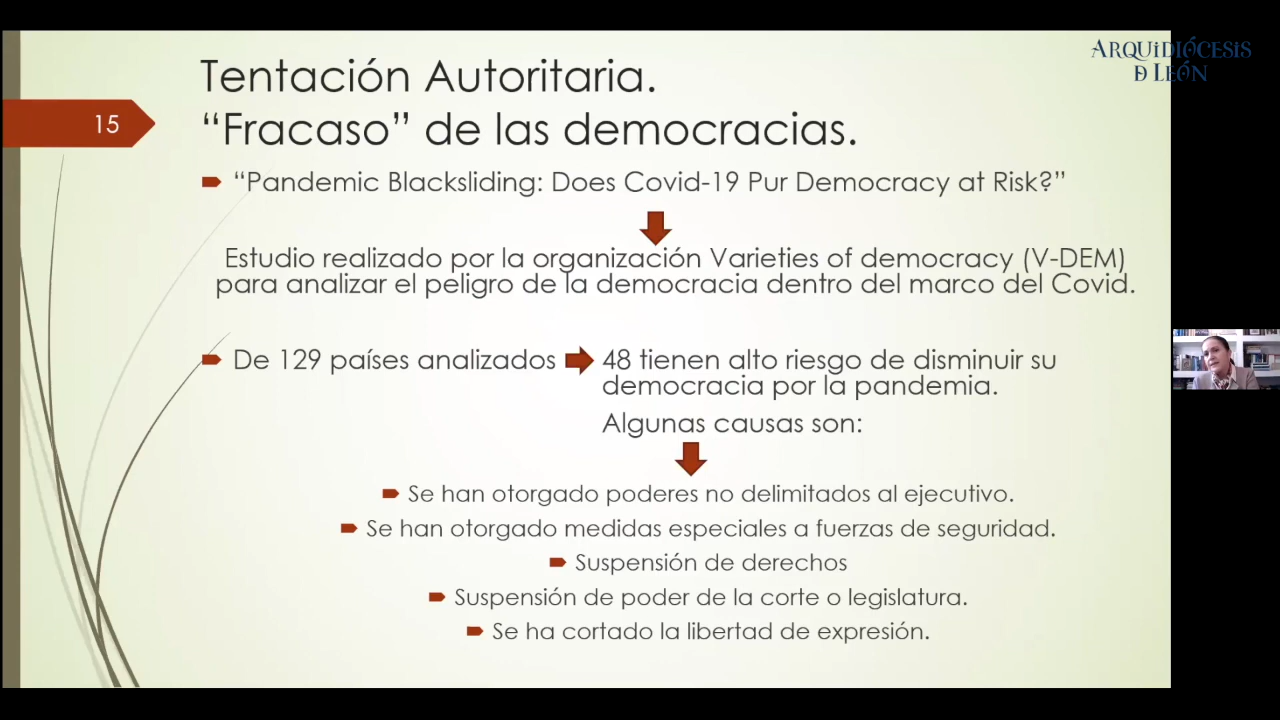 ARQUIDIÓCESIS
D LEÓN
Tentación Autoritaria.
15
“Fracaso” de las democracias.
“Pandemic Blacksliding: Does Covid-19 Pur Democracy at Risk?”
Estudio realizado por la organización Varieties of democracy (V-DEM)
para analizar el peligro de la democracia dentro del marco del Covid.
De 129 países analizados 48 tienen alto riesgo de disminuir su
democracia por la pandemia.
Algunas causas son:
Se han otorgado poderes no delimitados al ejecutivo.
Se han otorgado medidas especiales a fuerzas de seguridad.
Suspensión de derechos
Suspensión de poder de la corte o legislatura.
Se ha cortado la libertad de expresión.